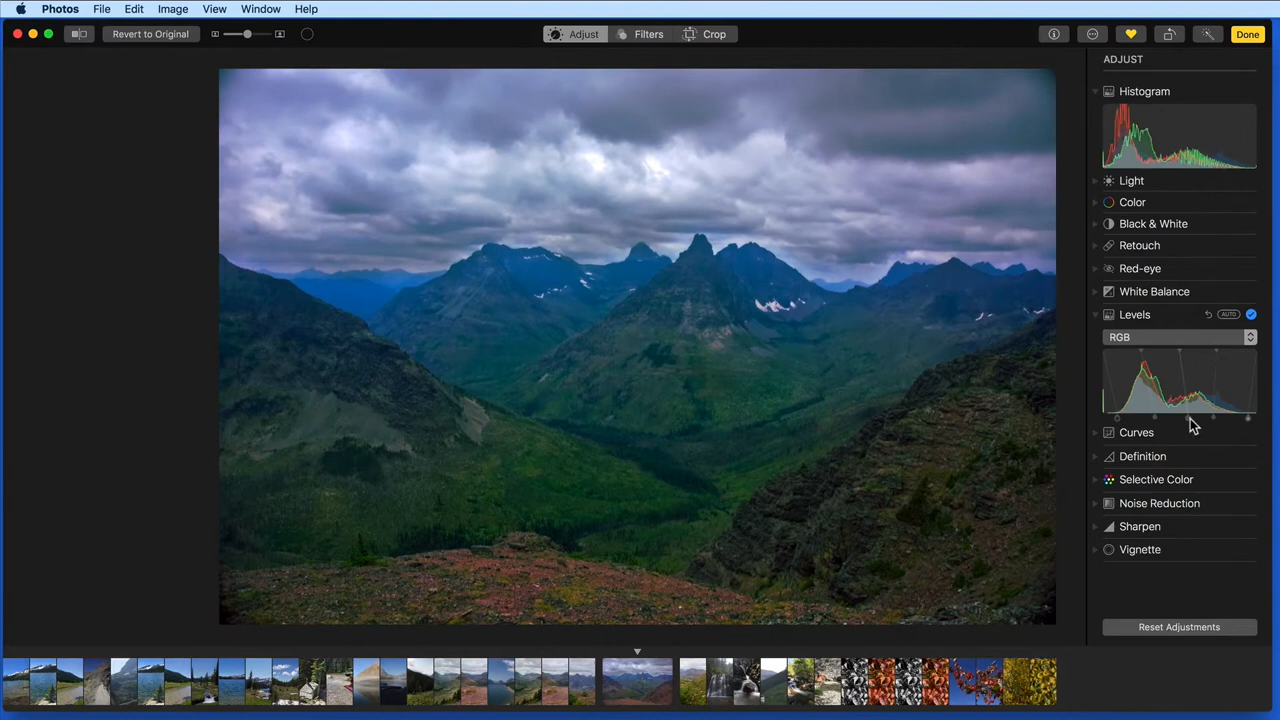 Photos File Edit Image View Window Help
Revert to Original Adjust Filters Crop Done
ADJUST
Histogram
Light
Color
Black & White
Retouch
Red-eye
White Balance
Levels AUTO
RGB
Curves
Definition
Selective Color
Noise Reduction
Sharpen
Vignette
Reset Adjustments